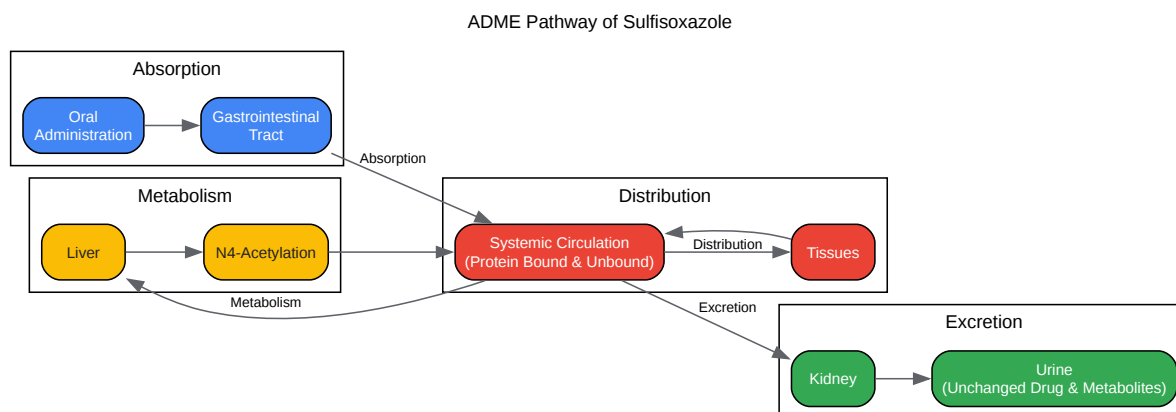 ADME Pathway of Sulfisoxazole
Absorption
Oral
Administration
Gastrointestinal
Tract
Absorption
Metabolism
Liver
N4-Acetylation
Metabolism
Distribution
Systemic Circulation
(Protein Bound & Unbound)
Distribution
Tissues
Excretion
Excretion
Kidney
Urine
(Unchanged Drug & Metabolites)